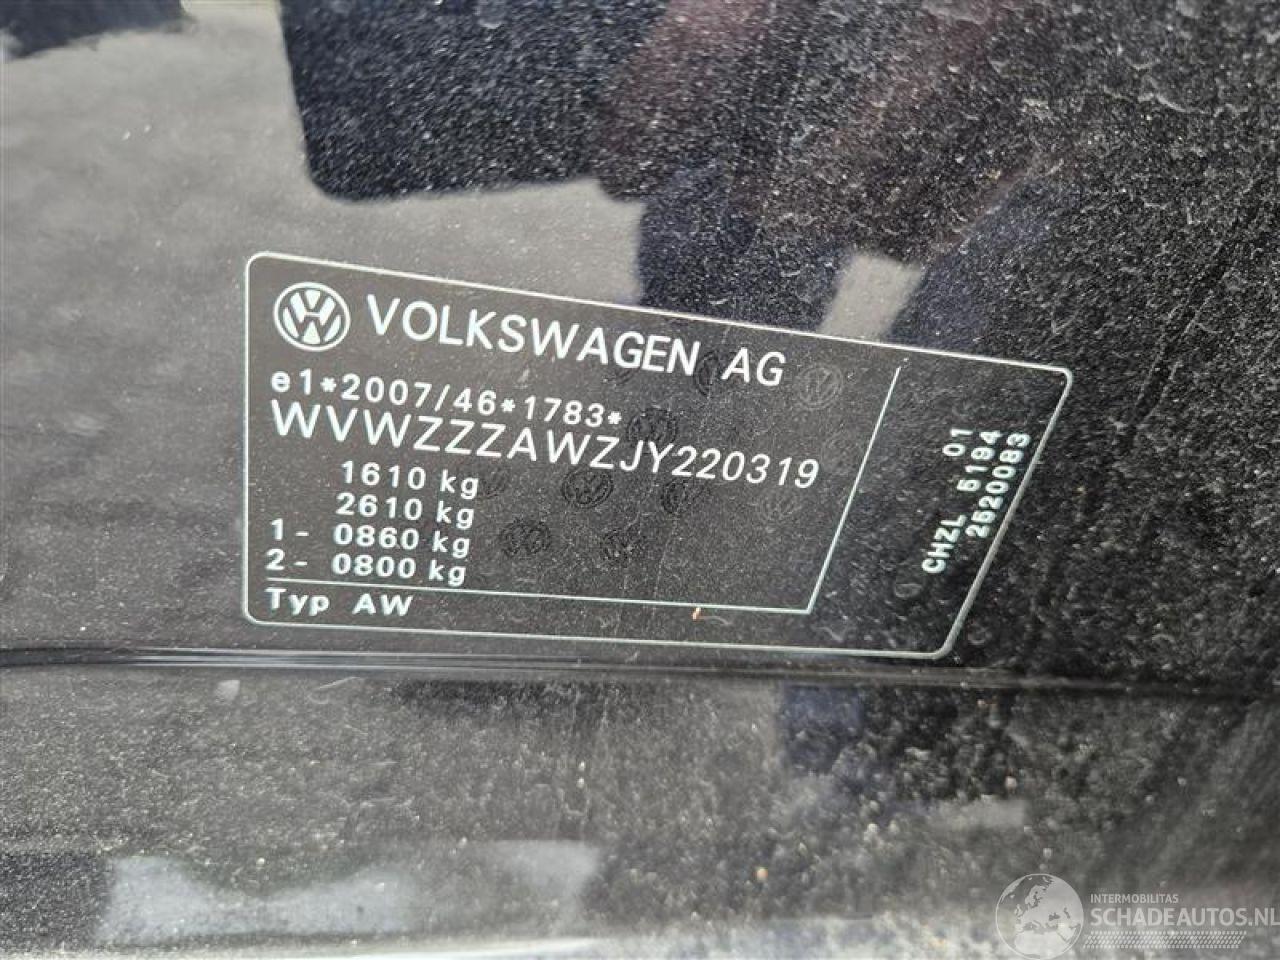 VOLKSWAGEN AG
e1*2007/46*1783*
WVWZZZAWZJY220319
1610 kg
2610 kg
1- 0860 kg
2- 0800 kg
Typ AW
01
CHZL 5194
2520083
INTERMOBILITAS
SCHADEAUTOS.NL